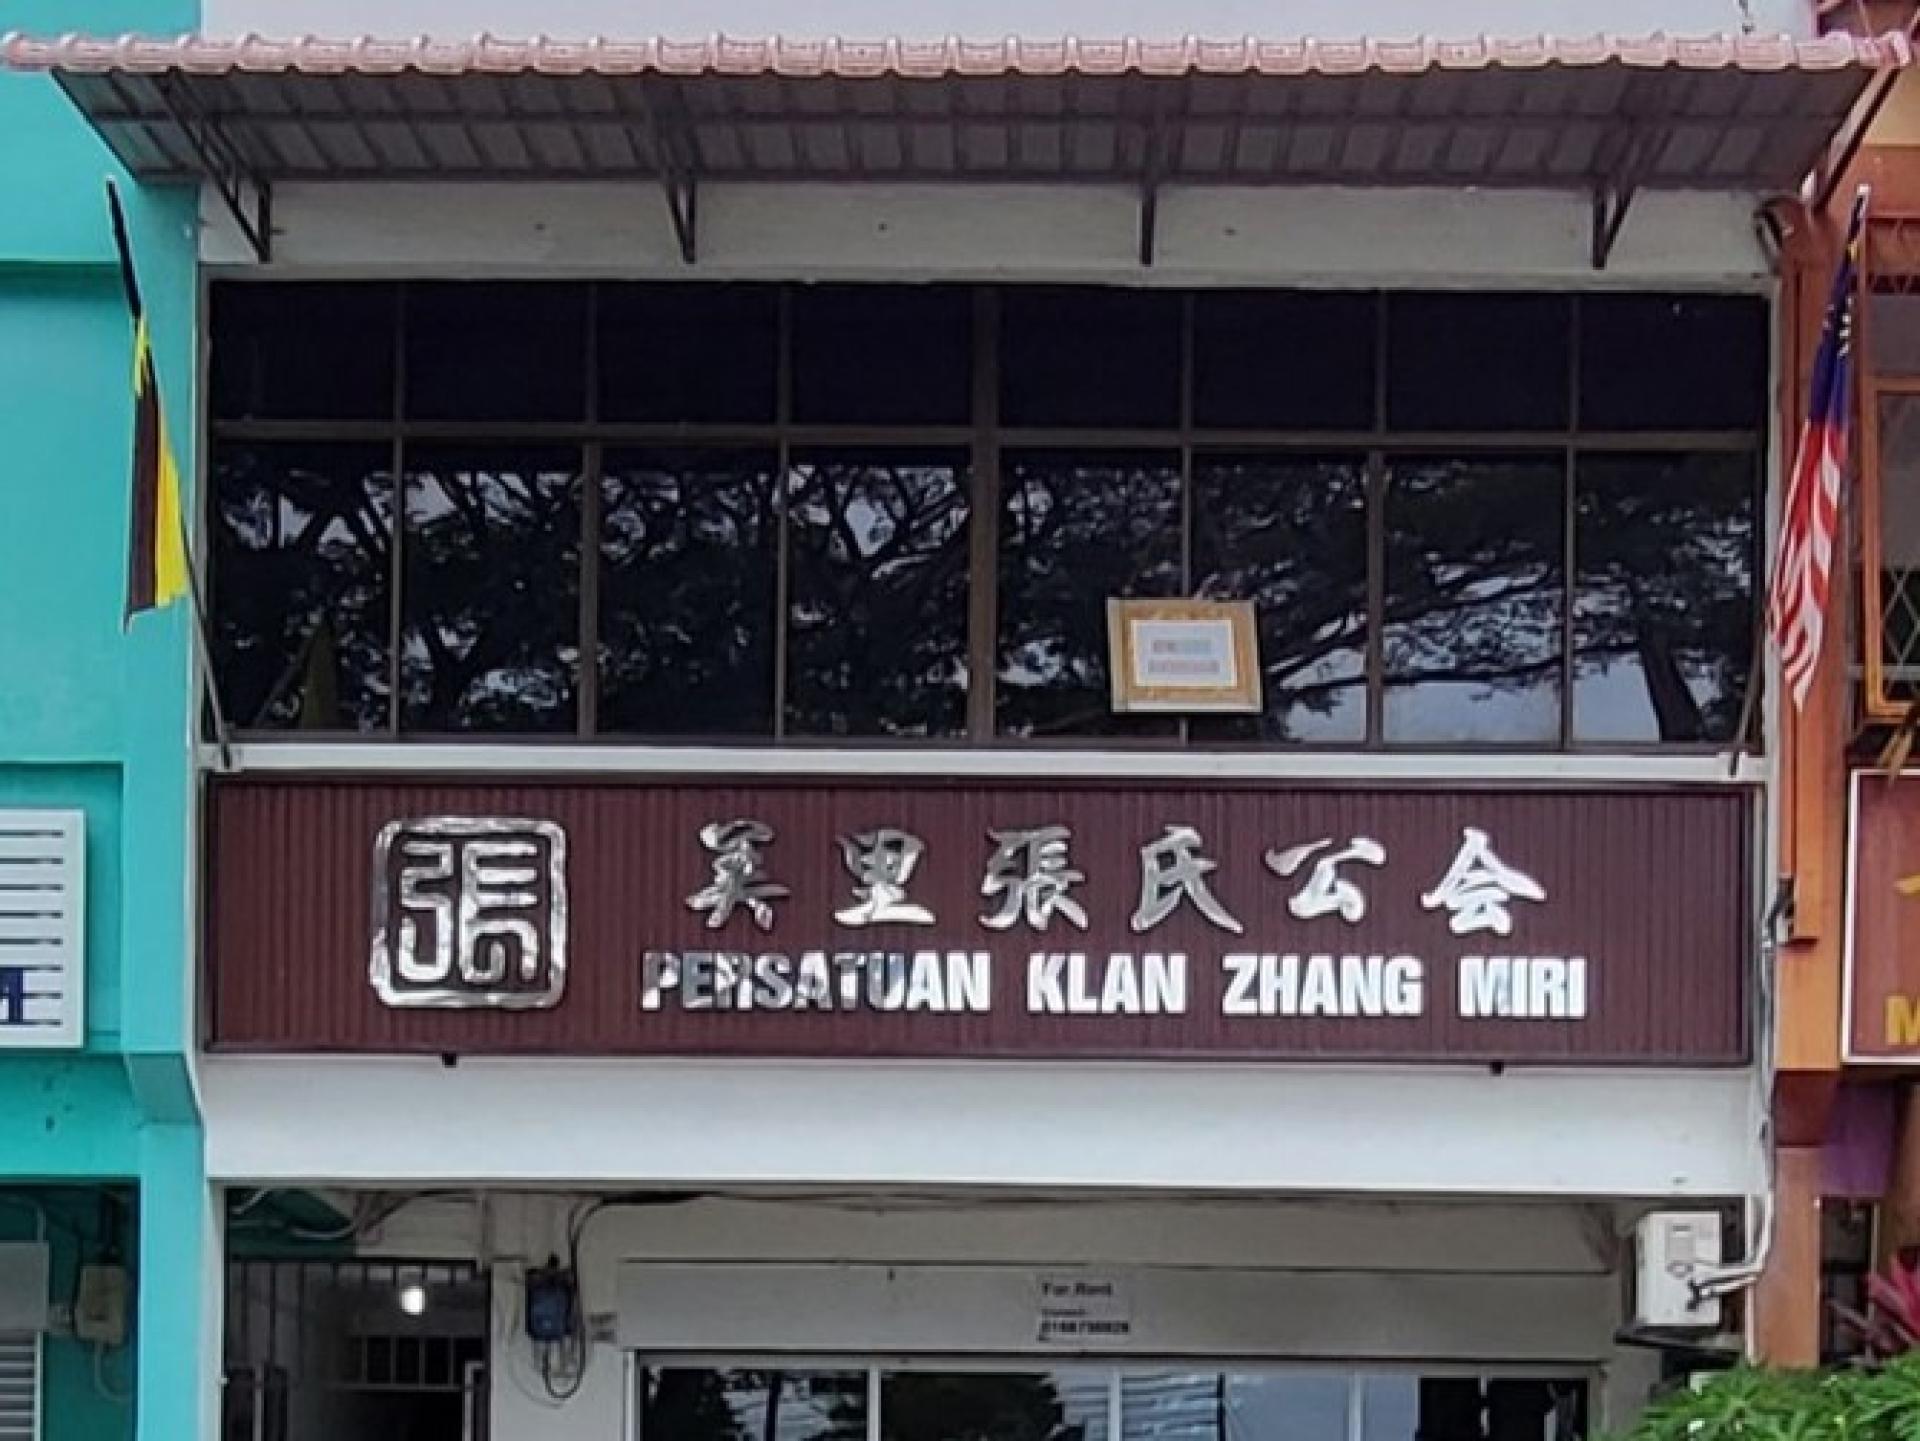 張
美里張氏公会
PERSATUAN KLAN ZHANG MIRI
For Rent